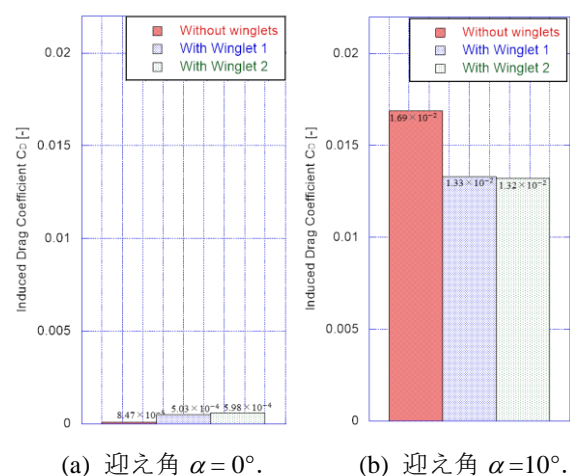 Without winglets
With Winglet 1
With Winglet 2
Induced Drag Coefficient CD [-]
0.02
0.015
0.01
0.005
0
5.03×10⁻⁴
5.98×10⁻⁴
(a) 迎え角 α = 0°.
Without winglets
With Winglet 1
With Winglet 2
Induced Drag Coefficient CD [-]
0.02
0.015
0.01
0.005
0
1.69×10⁻²
1.33×10⁻²
1.32×10⁻²
(b) 迎え角 α =10°.